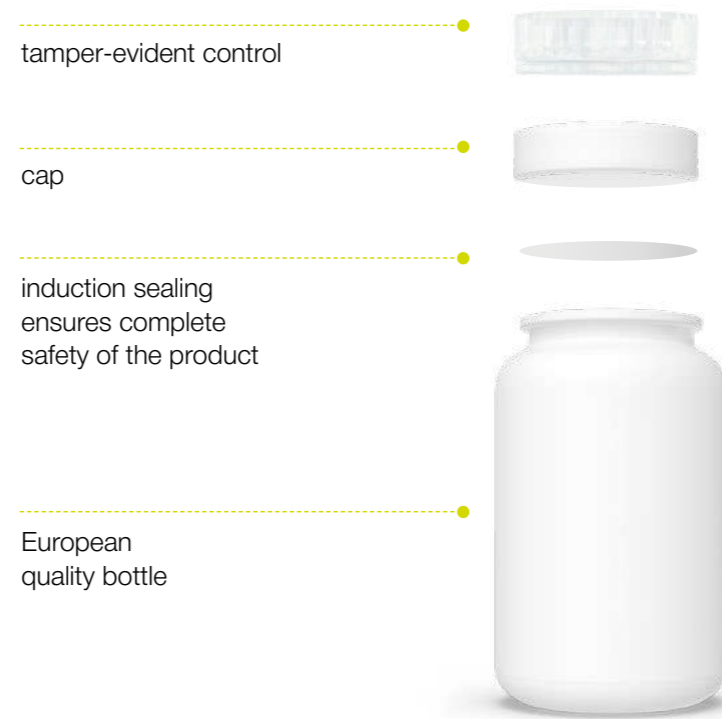 tamper-evident control
cap
induction sealing
ensures complete
safety of the product
European
quality bottle